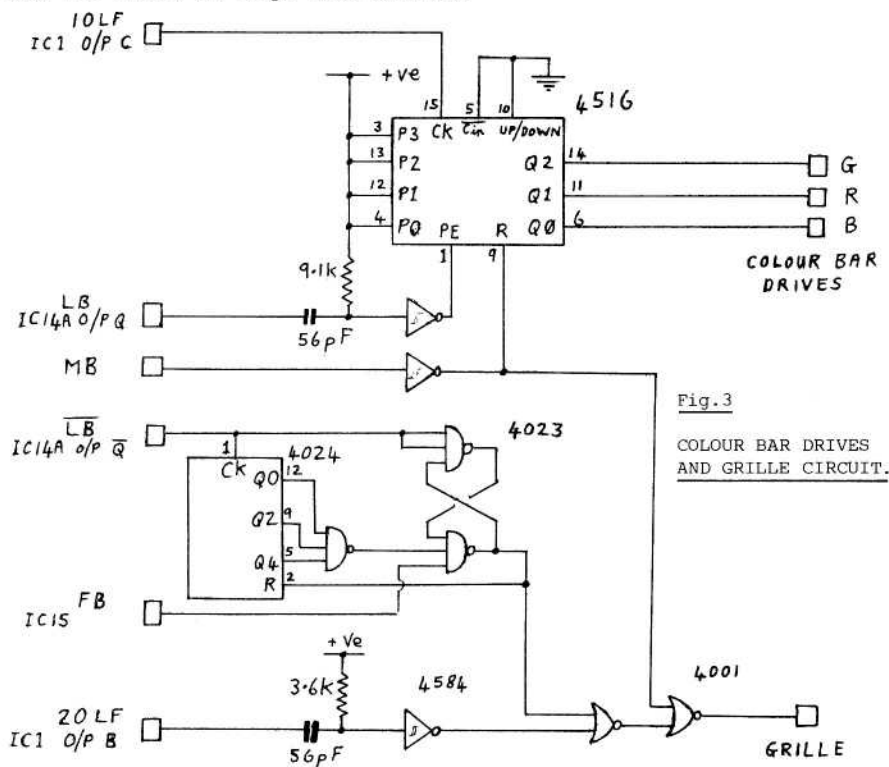 10LF
IC1 O/P C
+ve
15
5
10
4516
3
P3
CK
Cin
UP/DOWN
13
P2
Q2
14
G
12
P1
Q1
11
R
4
PØ
PE
R
QØ
6
B
1
9
COLOUR BAR
DRIVES
9.1k
LB
IC14A O/P Q
56pF
MB
Fig.3
COLOUR BAR DRIVES
AND GRILLE CIRCUIT.
LB
IC14A O/P Q
1
4024
4023
CK
Q0
12
Q2
9
Q4
5
R
2
FB
IC15
+Ve
3.6k
4584
4001
20LF
IC1 O/P B
56pF
GRILLE